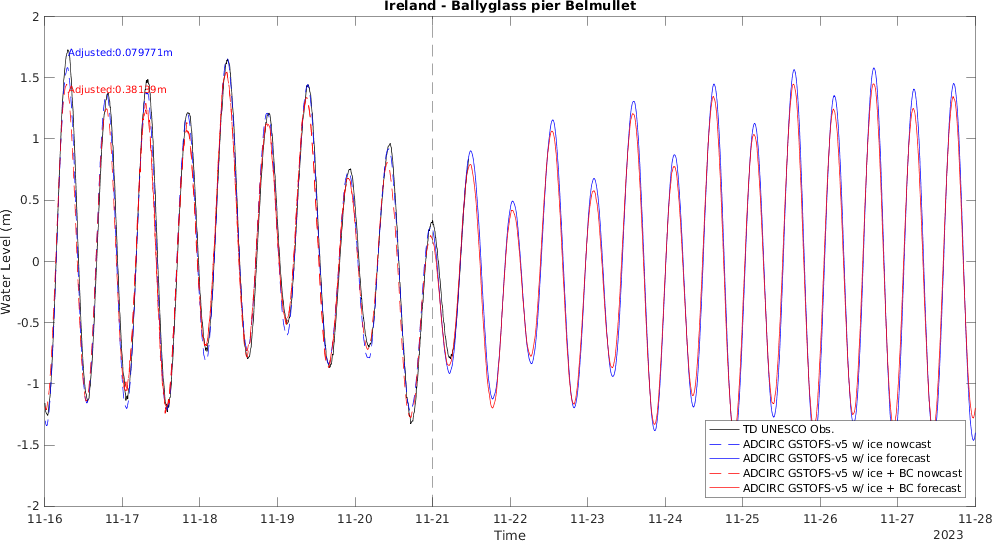 Ireland - Ballyglass pier Belmullet
2
1.5
1
0.5
0
-0.5
-1
-1.5
-2
Water Level (m)
Adjusted:0.079771m
Adjusted:0.38199m
TD UNESCO Obs.
ADCIRC GSTOFS-v5 w/ ice nowcast
ADCIRC GSTOFS-v5 w/ ice forecast
ADCIRC GSTOFS-v5 w/ ice + BC nowcast
ADCIRC GSTOFS-v5 w/ ice + BC forecast
11-16 11-17 11-18 11-19 11-20 11-21 11-22 11-23 11-24 11-25 11-26 11-27 11-28
Time
2023